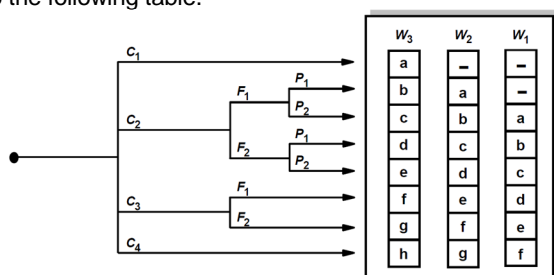 the following table.
W3 W2 W1
C1 a – –
F1 P1 b a –
C2 P2 c b a
F2 P1 d c b
P2 e d c
C3 F1 f e d
F2 g f e
C4 h g f